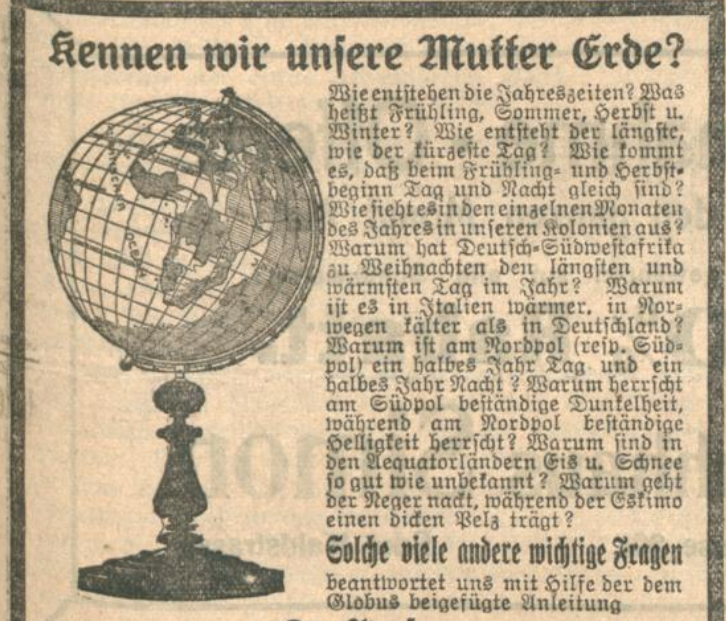 Kennen wir unsere Mutter Erde?
Wie entstehen die Jahreszeiten? Was
heißt Frühling, Sommer, Herbst u.
Winter? Wie entsteht der längste,
wie der kürzeste Tag? Wie kommt
es, daß beim Frühling- und Herbst-
beginn Tag und Nacht gleich sind?
Wie sieht es in den einzelnen Monaten
des Jahres in unseren Kolonien aus?
Warum hat Deutsch-Südwestafrika
zu Weihnachten den längsten und
wärmsten Tag im Jahr? Warum
ist es in Italien wärmer, in Nor-
wegen kälter als in Deutschland?
Warum ist am Nordpol (resp. Süd-
pol) ein halbes Jahr Tag und ein
halbes Jahr Nacht? Warum herrscht
am Südpol beständige Dunkelheit,
während am Nordpol beständige
Helligkeit herrscht? Warum sind in
den Aequatorländern Eis u. Schnee
so gut wie unbekannt? Warum geht
der Neger nackt, während der Eskimo
einen dicken Pelz trägt?
Solche viele andere wichtige Fragen
beantwortet uns mit Hilfe der dem
Globus beigefügte Anleitung